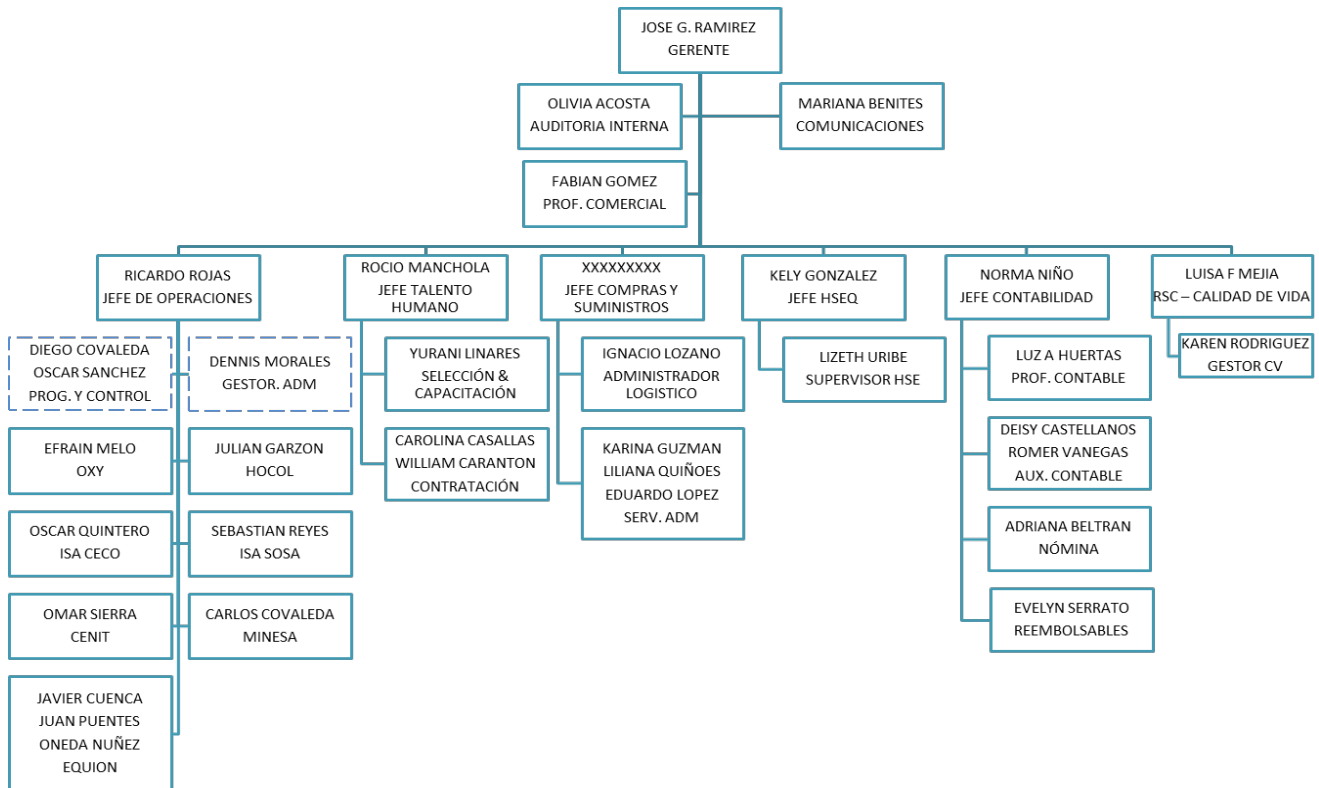 JOSE G. RAMIREZ
GERENTE
OLIVIA ACOSTA
AUDITORIA INTERNA
MARIANA BENITES
COMUNICACIONES
FABIAN GOMEZ
PROF. COMERCIAL
RICARDO ROJAS
JEFE DE OPERACIONES
ROCIO MANCHOLA
JEFE TALENTO
HUMANO
XXXXXXXXX
JEFE COMPRAS Y
SUMINISTROS
KELY GONZALEZ
JEFE HSEQ
NORMA NIÑO
JEFE CONTABILIDAD
LUISA F MEJIA
RSC – CALIDAD DE VIDA
DIEGO COVALEDA
OSCAR SANCHEZ
PROG. Y CONTROL
DENNIS MORALES
GESTOR. ADM
EFRAIN MELO
OXY
JULIAN GARZON
HOCOL
OSCAR QUINTERO
ISA CECO
SEBASTIAN REYES
ISA SOSA
OMAR SIERRA
CENIT
CARLOS COVALEDA
MINESA
JAVIER CUENCA
JUAN PUENTES
ONEDA NUÑEZ
EQUION
YURANI LINARES
SELECCIÓN &
CAPACITACIÓN
CAROLINA CASALLAS
WILLIAM CARANTON
CONTRATACIÓN
IGNACIO LOZANO
ADMINISTRADOR
LOGISTICO
KARINA GUZMAN
LILIANA QUIÑOES
EDUARDO LOPEZ
SERV. ADM
LIZETH URIBE
SUPERVISOR HSE
LUZ A HUERTAS
PROF. CONTABLE
DEISY CASTELLANOS
ROMER VANEGAS
AUX. CONTABLE
ADRIANA BELTRAN
NÓMINA
EVELYN SERRATO
REEMBOLSABLES
KAREN RODRIGUEZ
GESTOR CV